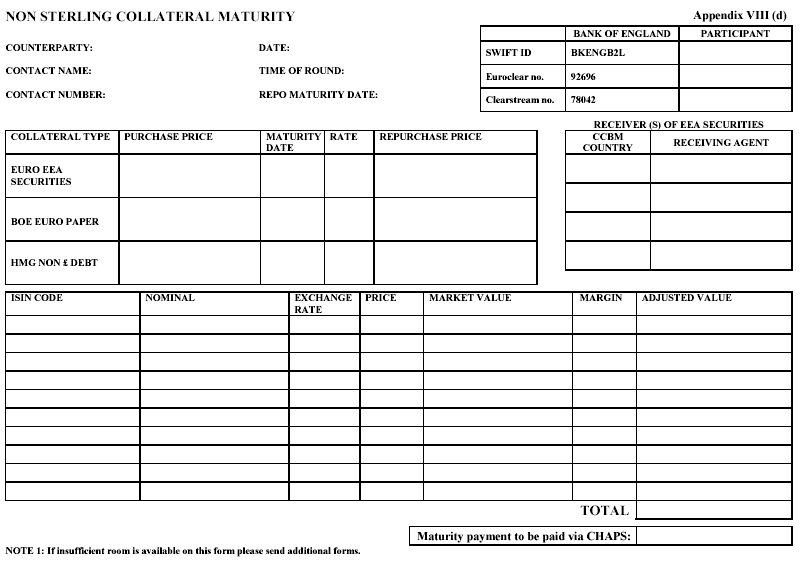 NON STERLING COLLATERAL MATURITY
Appendix VIII (d)
COUNTERPARTY: DATE:
CONTACT NAME: TIME OF ROUND:
CONTACT NUMBER: REPO MATURITY DATE:
BANK OF ENGLAND PARTICIPANT
SWIFT ID BKENGB2L
Euroclear no. 92696
Clearstream no. 78042
RECEIVER (S) OF EEA SECURITIES
COLLATERAL TYPE PURCHASE PRICE MATURITY DATE RATE REPURCHASE PRICE
EURO EEA
SECURITIES
BOE EURO PAPER
HMG NON £ DEBT
CCBM
COUNTRY RECEIVING AGENT
ISIN CODE NOMINAL EXCHANGE RATE PRICE MARKET VALUE MARGIN ADJUSTED VALUE
TOTAL
Maturity payment to be paid via CHAPS:
NOTE 1: If insufficient room is available on this form please send additional forms.